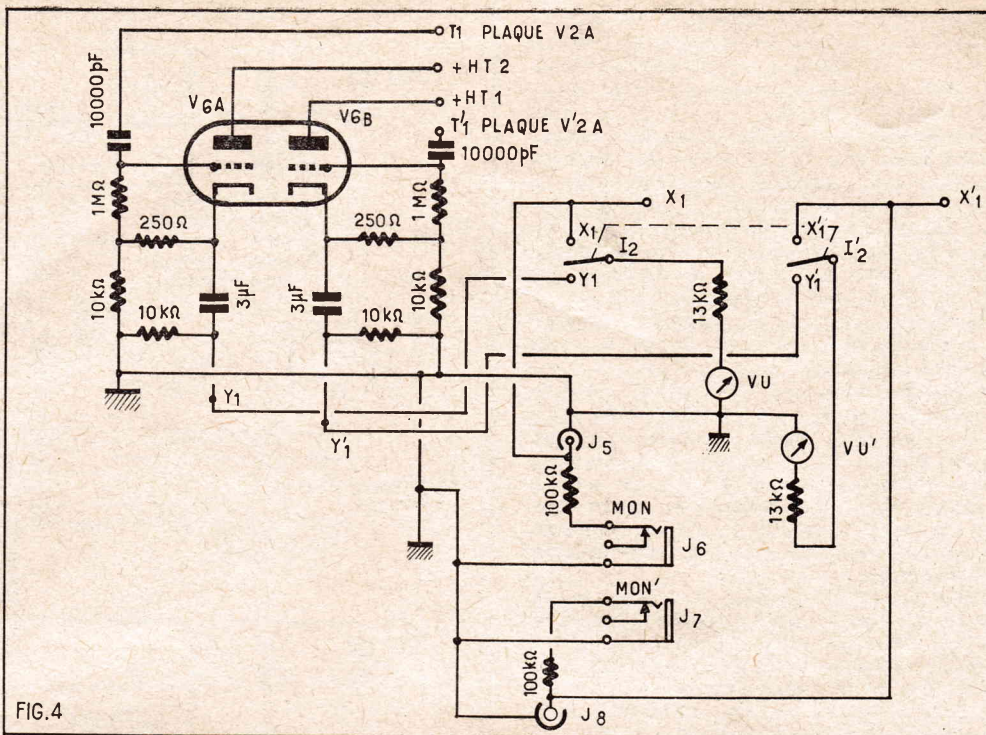 T1 PLAQUE V2A
+HT2
+HT1
T'1 PLAQUE V'2A
10000pF
10000pF
V6A
V6B
1MΩ
1MΩ
250Ω
250Ω
10kΩ
10kΩ
3µF
3µF
10kΩ
10kΩ
Y1
Y'1
X1
X'1
X1
X'17
I2
I'2
Y1
Y'1
13kΩ
VU
J5
VU'
100kΩ
13kΩ
MON
J6
MON'
J7
100kΩ
J8
FIG.4